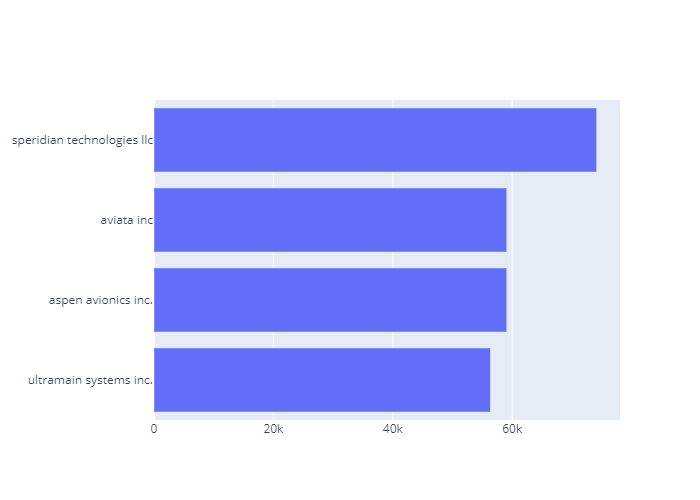 speridian technologies llc
aviata inc
aspen avionics inc.
ultramain systems inc.
0 20k 40k 60k